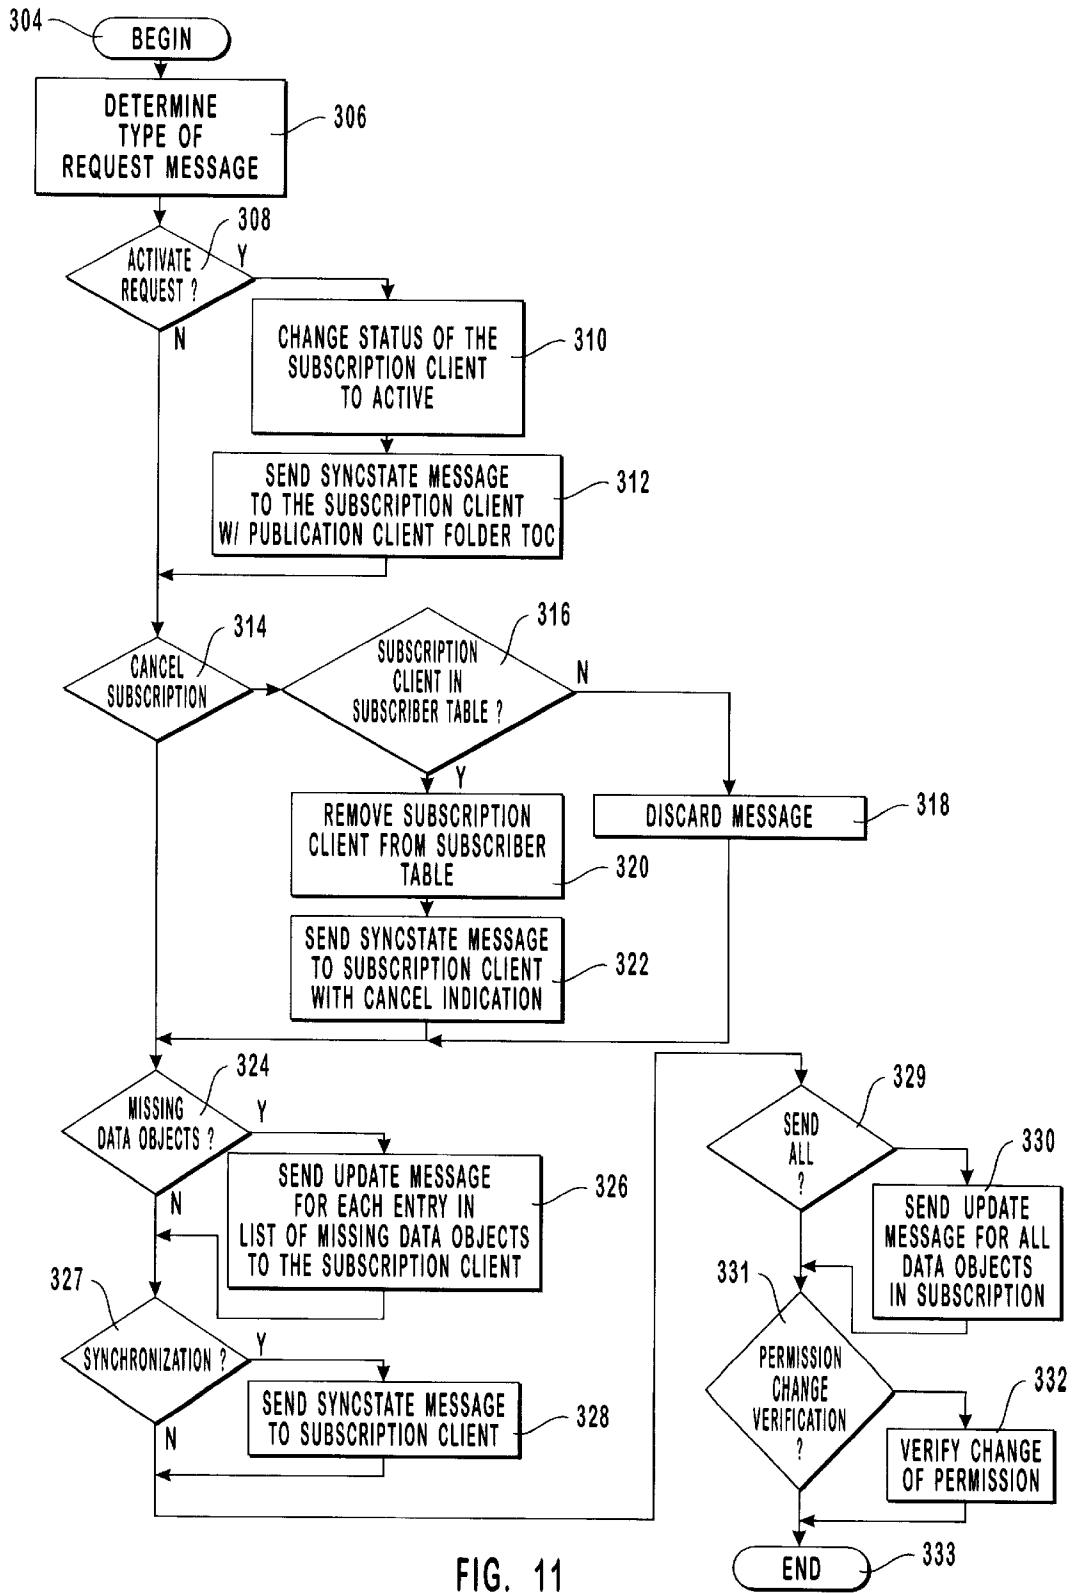 304
BEGIN
DETERMINE
TYPE OF
REQUEST MESSAGE
306
308
ACTIVATE
REQUEST ?
Y
N
CHANGE STATUS OF THE
SUBSCRIPTION CLIENT
TO ACTIVE
310
SEND SYNCSTATE MESSAGE
TO THE SUBSCRIPTION CLIENT
W/ PUBLICATION CLIENT FOLDER TOC
312
314
CANCEL
SUBSCRIPTION
316
SUBSCRIPTION
CLIENT IN
SUBSCRIBER TABLE ?
N
Y
REMOVE SUBSCRIPTION
CLIENT FROM SUBSCRIBER
TABLE
320
DISCARD MESSAGE
318
SEND SYNCSTATE MESSAGE
TO SUBSCRIPTION CLIENT
WITH CANCEL INDICATION
322
324
MISSING
DATA OBJECTS ?
Y
N
SEND UPDATE MESSAGE
FOR EACH ENTRY IN
LIST OF MISSING DATA OBJECTS
TO THE SUBSCRIPTION CLIENT
326
327
SYNCHRONIZATION ?
Y
N
SEND SYNCSTATE MESSAGE
TO SUBSCRIPTION CLIENT
328
329
SEND
ALL
?
330
SEND UPDATE
MESSAGE FOR ALL
DATA OBJECTS
IN SUBSCRIPTION
331
PERMISSION
CHANGE
VERIFICATION
?
332
VERIFY CHANGE
OF PERMISSION
END
333
FIG. 11